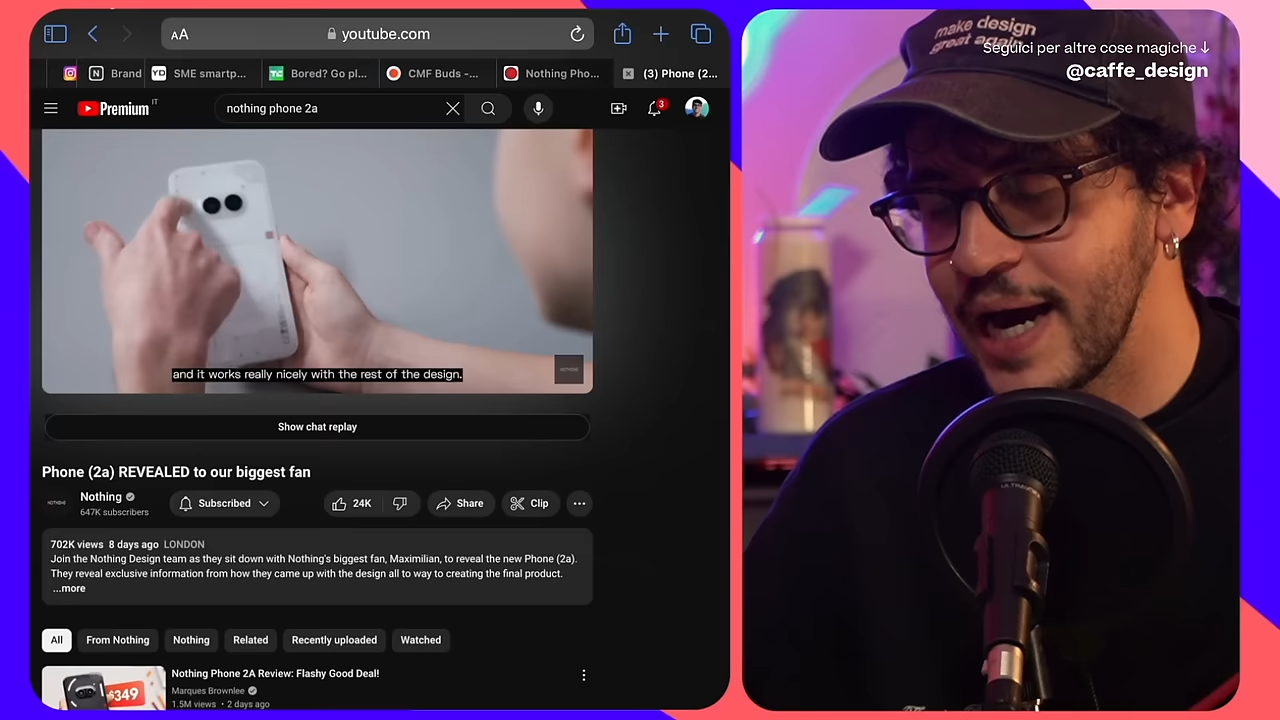 AA
youtube.com
Brand
YD
SME smartp...
TC
Bored? Go pl...
CMF Buds -...
Nothing Pho...
(3) Phone (2...
Premium
IT
nothing phone 2a
3
and it works really nicely with the rest of the design.
NOTHING
Show chat replay
Phone (2a) REVEALED to our biggest fan
NOTHING
Nothing
647K subscribers
Subscribed
24K
Share
Clip
702K views 8 days ago LONDON
Join the Nothing Design team as they sit down with Nothing's biggest fan, Maximilian, to reveal the new Phone (2a).
They reveal exclusive information from how they came up with the design all to way to creating the final product.
...more
All
From Nothing
Nothing
Related
Recently uploaded
Watched
$349
Nothing Phone 2A Review: Flashy Good Deal!
Marques Brownlee
1.5M views • 2 days ago
make design
great again
Seguici per altre cose magiche ↓
@caffe_design